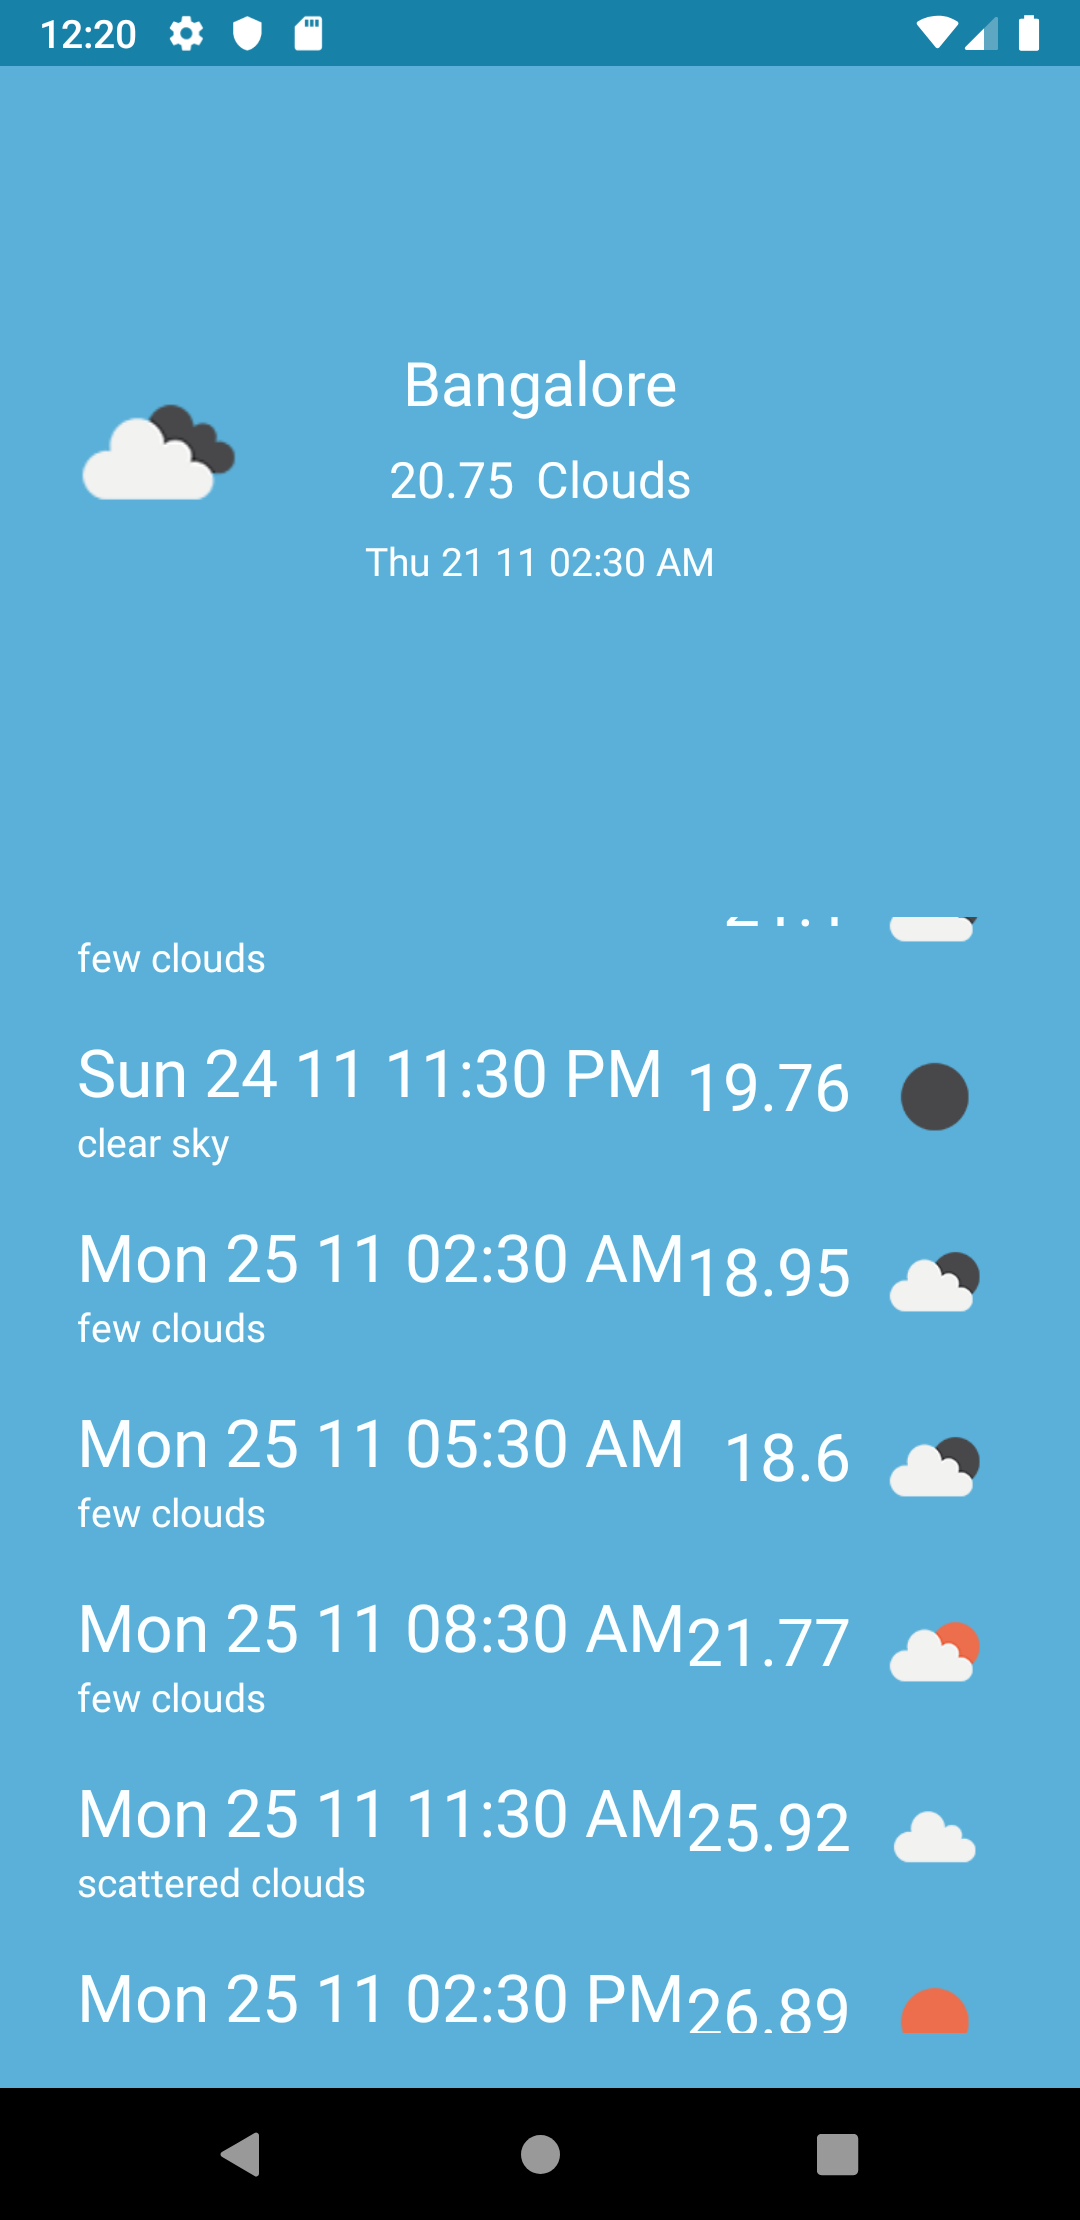 12:20
Bangalore
20.75 Clouds
Thu 21 11 02:30 AM
few clouds
Sun 24 11 11:30 PM 19.76
clear sky
Mon 25 11 02:30 AM 18.95
few clouds
Mon 25 11 05:30 AM 18.6
few clouds
Mon 25 11 08:30 AM 21.77
few clouds
Mon 25 11 11:30 AM 25.92
scattered clouds
Mon 25 11 02:30 PM 26.89